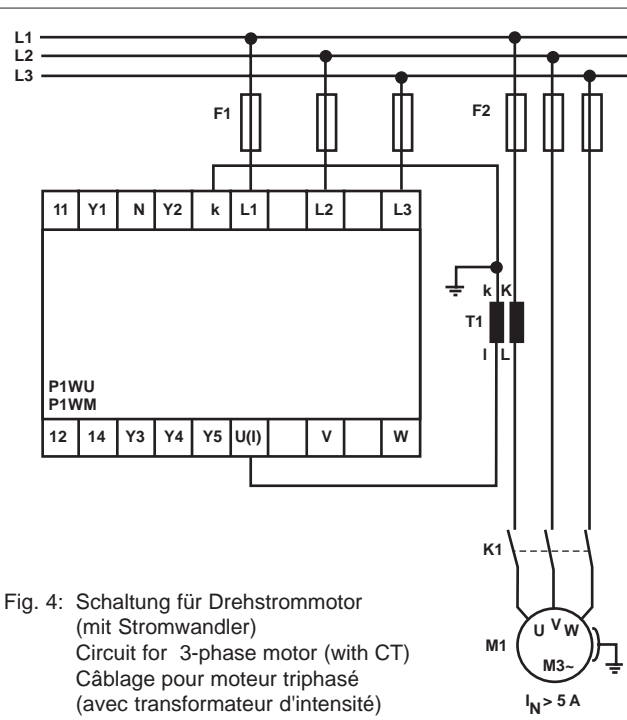 L1
L2
L3
F1
F2
11 Y1 N Y2 k L1 L2 L3
k K
T1
l L
P1WU
P1WM
12 14 Y3 Y4 Y5 U(l) V W
K1
U V W
M1
M3~
IN > 5 A
Fig. 4: Schaltung für Drehstrommotor
(mit Stromwandler)
Circuit for 3-phase motor (with CT)
Câblage pour moteur triphasé
(avec transformateur d'intensité)